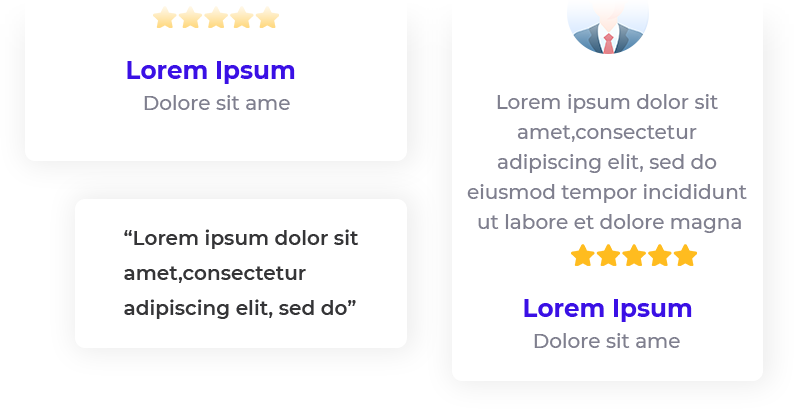 Lorem Ipsum
Dolore sit ame
“Lorem ipsum dolor sit
amet,consectetur
adipiscing elit, sed do”
Lorem ipsum dolor sit
amet,consectetur
adipiscing elit, sed do
eiusmod tempor incididunt
ut labore et dolore magna
Lorem Ipsum
Dolore sit ame